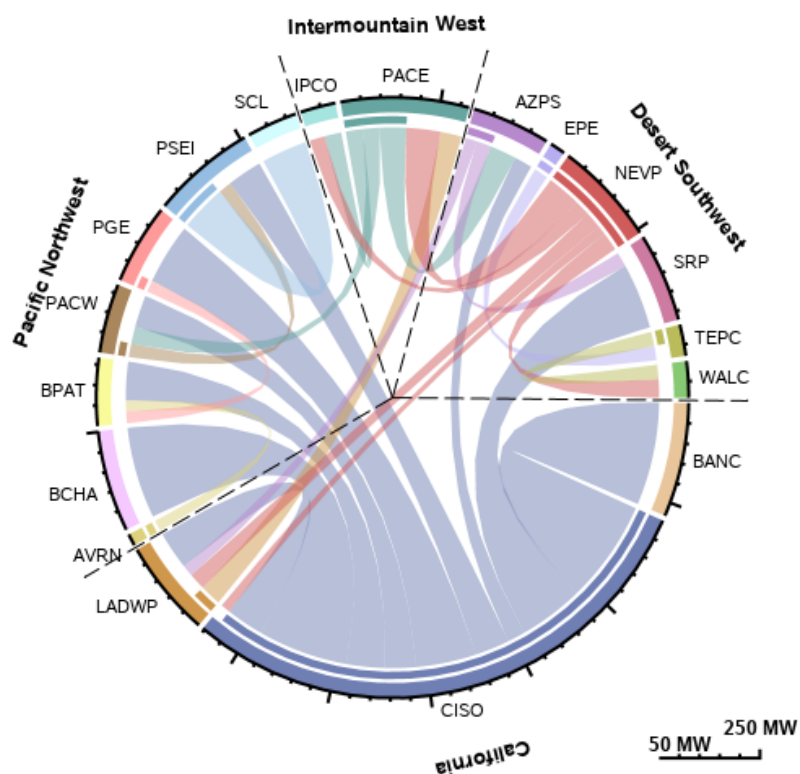 Intermountain West
IPCO
PACE
SCL
AZPS
EPE
Desert Southwest
PSEI
NEVP
PGE
SRP
Pacific Northwest
PACW
TEPC
WALC
BPAT
BANC
BCHA
AVRN
LADWP
CISO
California
250 MW
50 MW